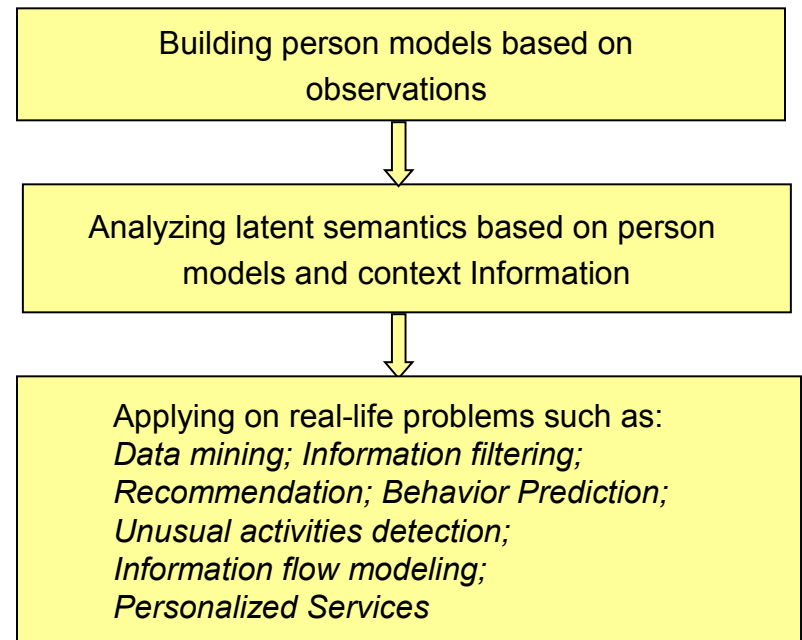 Building person models based on
observations
Analyzing latent semantics based on person
models and context Information
Applying on real-life problems such as:
Data mining; Information filtering;
Recommendation; Behavior Prediction;
Unusual activities detection;
Information flow modeling;
Personalized Services